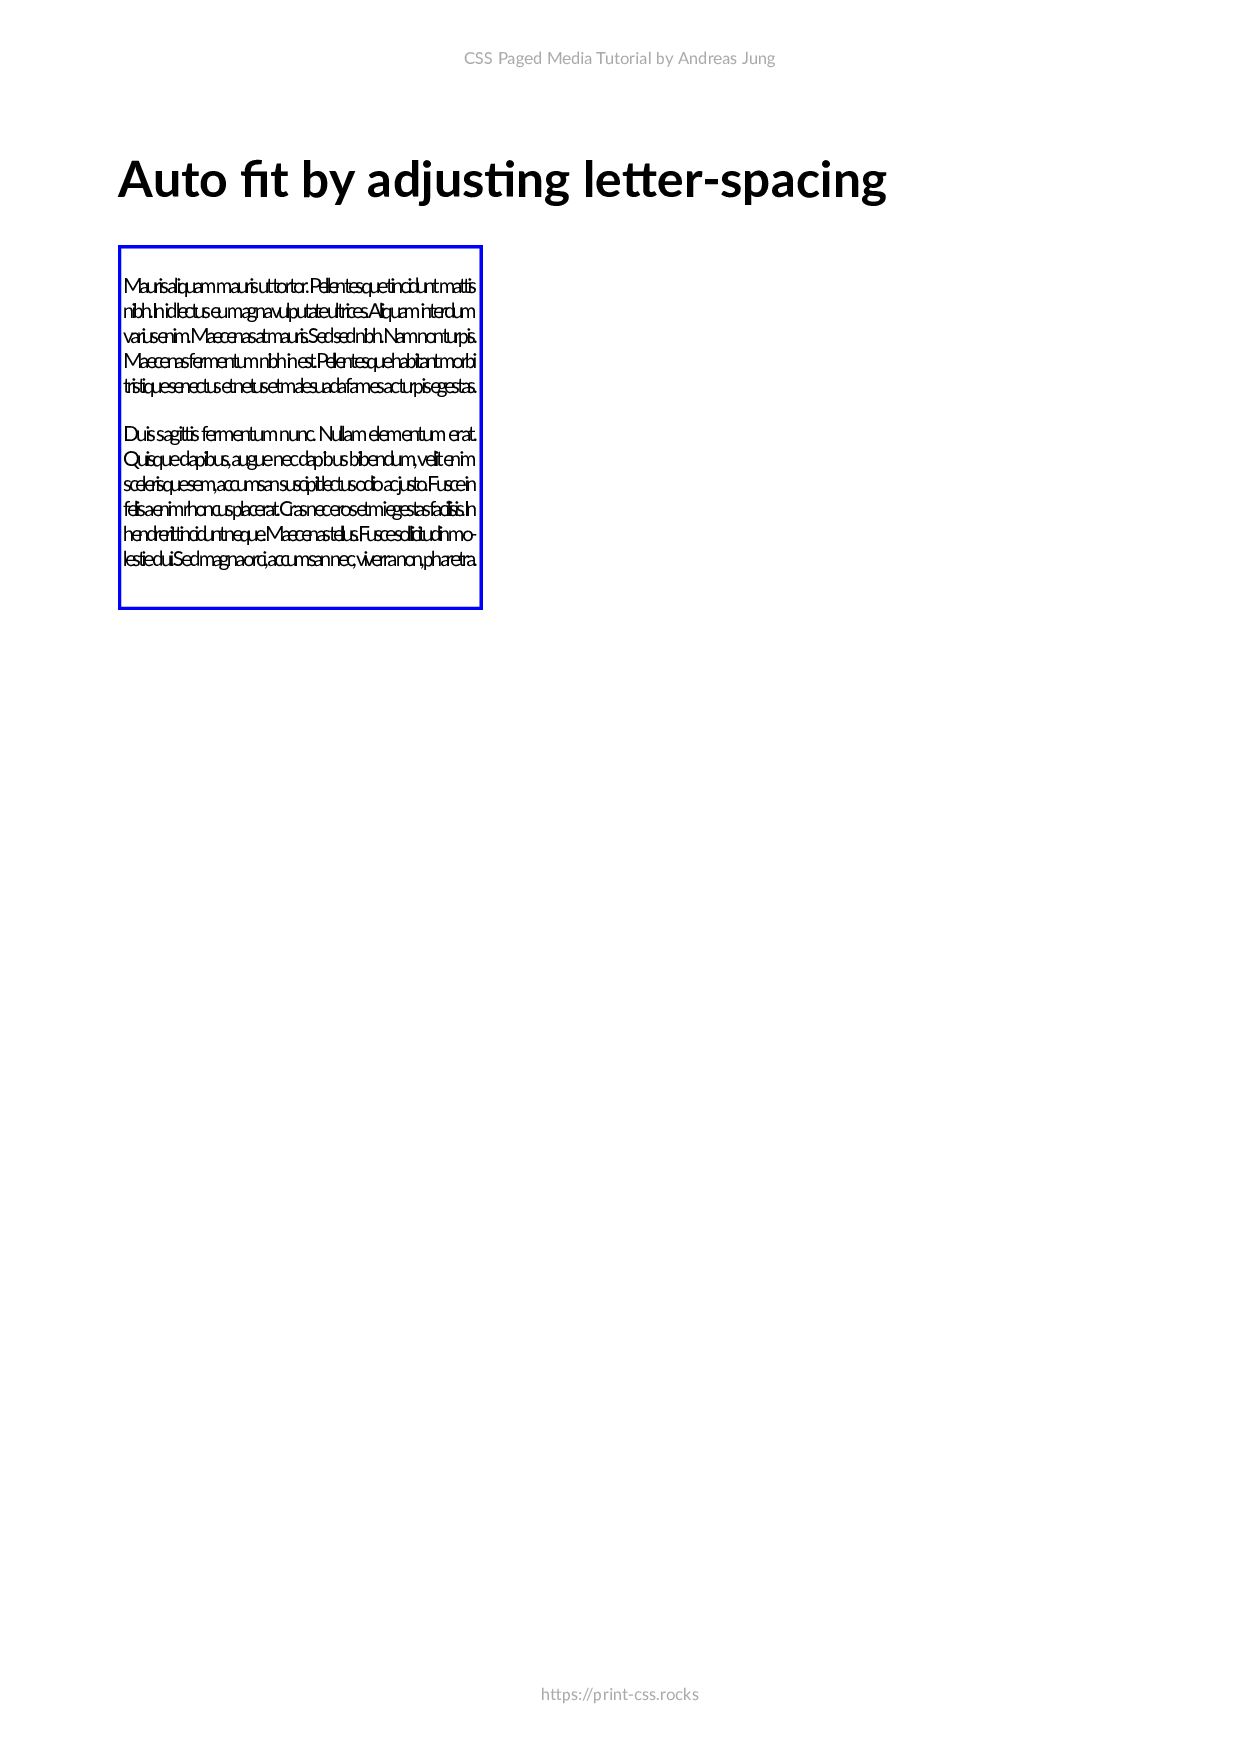 CSS Paged Media Tutorial by Andreas Jung
Auto fit by adjusting letter-spacing
Mauris aliquam mauris ut tortor. Pellentesque tincidunt mattis
nibh. In id lectus eu magna vulputate ultrices. Aliquam interdum
varius enim. Maecenas at mauris. Sed sed nibh. Nam non turpis.
Maecenas fermentum nibh in est. Pellentesque habitant morbi
tristique senectus et netus et malesuada fames ac turpis egestas.
Duis sagittis fermentum nunc. Nullam elementum erat.
Quisque dapibus, augue nec dapibus bibendum, velit enim
scelerisque sem, accumsan suscipit lectus odio ac justo. Fusce in
felis a enim rhoncus placerat. Cras nec eros et mi egestas facilisis. In
hendrerit tincidunt neque. Maecenas tellus. Fusce sollicitudin mo-
lestie dui. Sed magna orci, accumsan nec, viverra non, pharetra.
https://print-css.rocks